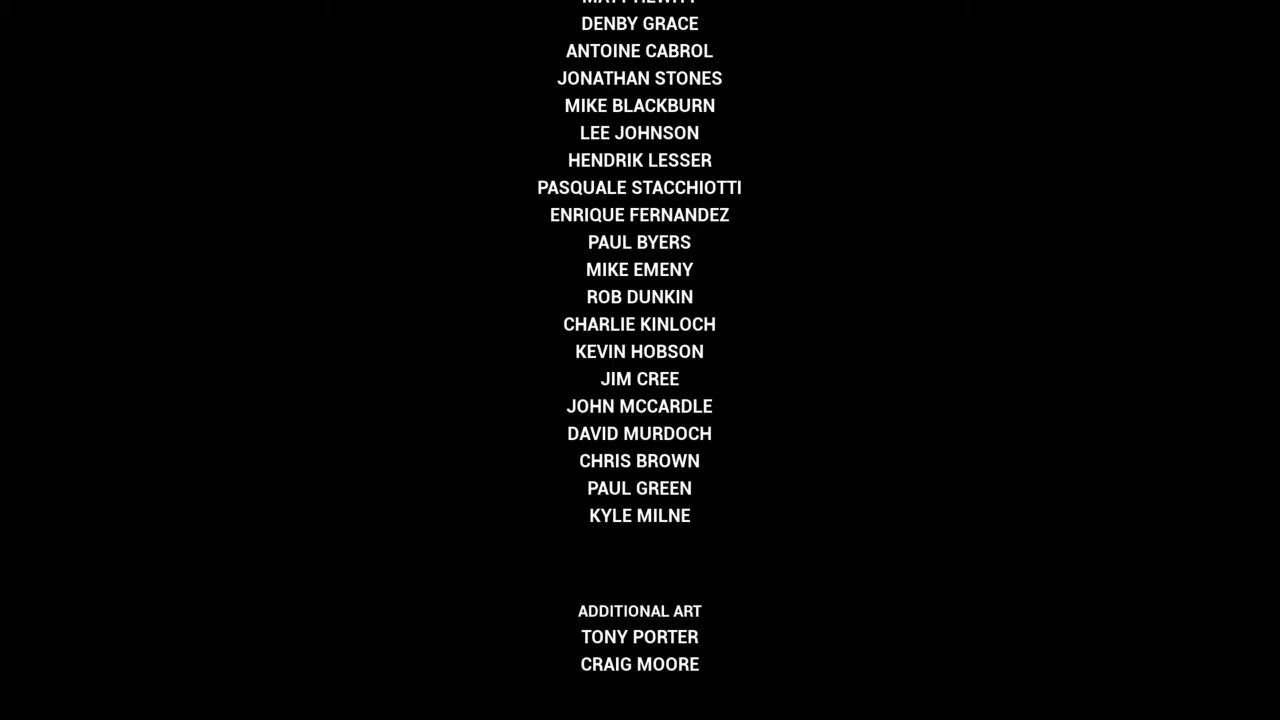 DENBY GRACE
ANTOINE CABROL
JONATHAN STONES
MIKE BLACKBURN
LEE JOHNSON
HENDRIK LESSER
PASQUALE STACCHIOTTI
ENRIQUE FERNANDEZ
PAUL BYERS
MIKE EMENY
ROB DUNKIN
CHARLIE KINLOCH
KEVIN HOBSON
JIM CREE
JOHN MCCARDLE
DAVID MURDOCH
CHRIS BROWN
PAUL GREEN
KYLE MILNE
ADDITIONAL ART
TONY PORTER
CRAIG MOORE